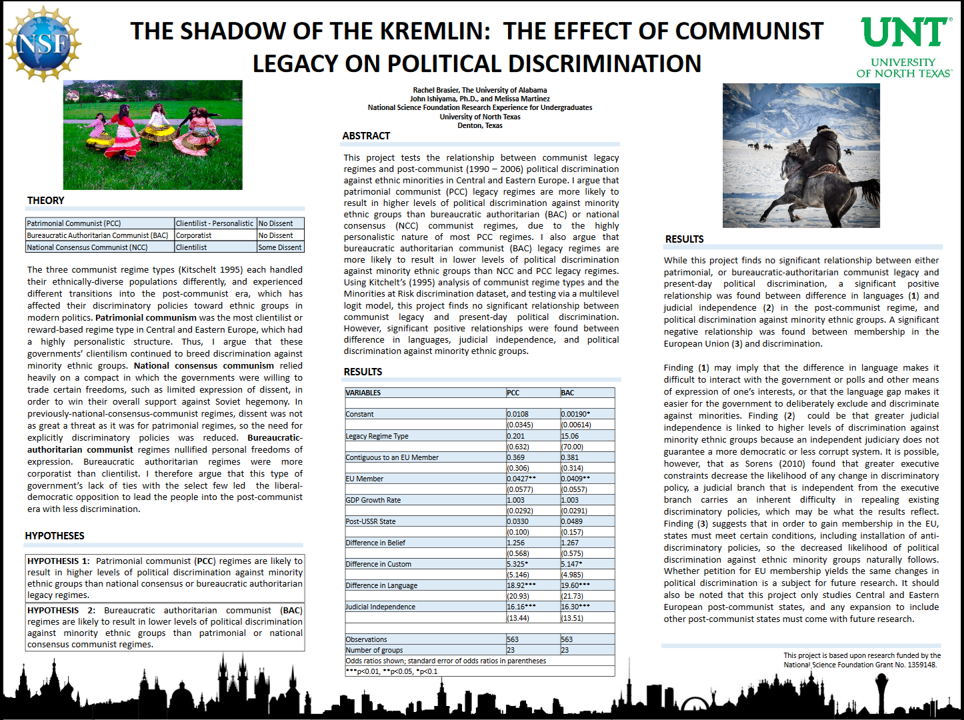 NSF
THE SHADOW OF THE KREMLIN: THE EFFECT OF COMMUNIST
LEGACY ON POLITICAL DISCRIMINATION
UNT
UNIVERSITY
OF NORTH TEXAS
Rachel Brasier, The University of Alabama
John Ishiyama, Ph.D., and Melissa Martinez
National Science Foundation Research Experience for Undergraduates
University of North Texas
Denton, Texas
THEORY
Patrimonial Communist (PCC) Clientilist - Personalistic No Dissent
Bureaucratic Authoritarian Communist (BAC) Corporatist No Dissent
National Consensus Communist (NCC) Clientilist Some Dissent
The three communist regime types (Kitschelt 1995) each handled
their ethnically-diverse populations differently, and experienced
different transitions into the post-communist era, which has
affected their discriminatory policies toward ethnic groups in
modern politics. Patrimonial communism was the most clientilist or
reward-based regime type in Central and Eastern Europe, which had
a highly personalistic structure. Thus, I argue that these
governments' clientilism continued to breed discrimination against
minority ethnic groups. National consensus communism relied
heavily on a compact in which the governments were willing to
trade certain freedoms, such as limited expression of dissent, in
order to win their overall support against Soviet hegemony. In
previously-national-consensus-communist regimes, dissent was not
as great a threat as it was for patrimonial regimes, so the need for
explicitly discriminatory policies was reduced. Bureaucratic-
authoritarian communist regimes nullified personal freedoms of
expression. Bureaucratic authoritarian regimes were more
corporatist than clientilist. I therefore argue that this type of
government's lack of ties with the select few led the liberal-
democratic opposition to lead the people into the post-communist
era with less discrimination.
HYPOTHESES
HYPOTHESIS 1: Patrimonial communist (PCC) regimes are likely to
result in higher levels of political discrimination against minority
ethnic groups than national consensus or bureaucratic authoritarian
legacy regimes.
HYPOTHESIS 2: Bureaucratic authoritarian communist (BAC)
regimes are likely to result in lower levels of political discrimination
against minority ethnic groups than patrimonial or national
consensus communist regimes.
ABSTRACT
This project tests the relationship between communist legacy
regimes and post-communist (1990 – 2006) political discrimination
against ethnic minorities in Central and Eastern Europe. I argue that
patrimonial communist (PCC) legacy regimes are more likely to
result in higher levels of political discrimination against minority
ethnic groups than bureaucratic authoritarian (BAC) or national
consensus (NCC) communist regimes, due to the highly
personalistic nature of most PCC regimes. I also argue that
bureaucratic authoritarian communist (BAC) legacy regimes are
more likely to result in lower levels of political discrimination
against minority ethnic groups than NCC and PCC legacy regimes.
Using Kitchelt's (1995) analysis of communist regime types and the
Minorities at Risk discrimination dataset, and testing via a multilevel
logit model, this project finds no significant relationship between
communist legacy and present-day political discrimination.
However, significant positive relationships were found between
difference in languages, judicial independence, and political
discrimination against minority ethnic groups.
RESULTS
VARIABLES PCC BAC
Constant 0.0108 0.00190*
(0.0345) (0.00614)
Legacy Regime Type 0.201 15.06
(0.632) (70.00)
Contiguous to an EU Member 0.369 0.381
(0.306) (0.314)
EU Member 0.0427** 0.0409**
(0.0577) (0.0557)
GDP Growth Rate 1.003 1.003
(0.0292) (0.0291)
Post-USSR State 0.0330 0.0489
(0.100) (0.157)
Difference in Belief 1.256 1.267
(0.568) (0.575)
Difference in Custom 5.325* 5.147*
(5.146) (4.985)
Difference in Language 18.92*** 19.60***
(20.93) (21.73)
Judicial Independence 16.16*** 16.30***
(13.44) (13.51)
Observations 563 563
Number of groups 23 23
Odds ratios shown; standard error of odds ratios in parentheses
***p<0.01, **p<0.05, *p<0.1
RESULTS
While this project finds no significant relationship between either
patrimonial, or bureaucratic-authoritarian communist legacy and
present-day political discrimination, a significant positive
relationship was found between difference in languages (1) and
judicial independence (2) in the post-communist regime, and
political discrimination against minority ethnic groups. A significant
negative relationship was found between membership in the
European Union (3) and discrimination.
Finding (1) may imply that the difference in language makes it
difficult to interact with the government or polls and other means
of expression of one's interests, or that the language gap makes it
easier for the government to deliberately exclude and discriminate
against minorities. Finding (2) could be that greater judicial
independence is linked to higher levels of discrimination against
minority ethnic groups because an independent judiciary does not
guarantee a more democratic or less corrupt system. It is possible,
however, that as Sorens (2010) found that greater executive
constraints decrease the likelihood of any change in discriminatory
policy, a judicial branch that is independent from the executive
branch carries an inherent difficulty in repealing existing
discriminatory policies, which may be what the results reflect.
Finding (3) suggests that in order to gain membership in the EU,
states must meet certain conditions, including installation of anti-
discriminatory policies, so the decreased likelihood of political
discrimination against ethnic minority groups naturally follows.
Whether petition for EU membership yields the same changes in
political discrimination is a subject for future research. It should
also be noted that this project only studies Central and Eastern
European post-communist states, and any expansion to include
other post-communist states must come with future research.
This project is based upon research funded by the
National Science Foundation Grant No. 1359148.